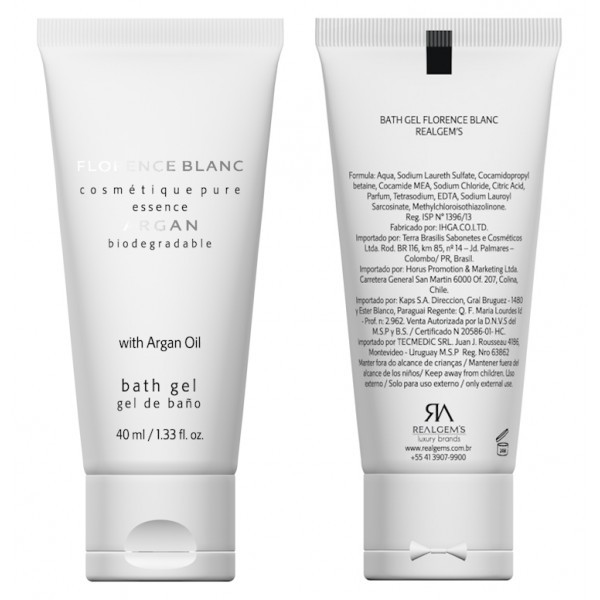 FLORENCE BLANC
cosmétique pure
essence
ARGAN
biodegradable
with Argan Oil
bath gel
gel de baño
40 ml / 1.33 fl. oz.
BATH GEL FLORENCE BLANC
REALGEM'S
Formula: Aqua, Sodium Laureth Sulfate, Cocamidopropyl
betaine, Cocamide MEA, Sodium Chloride, Citric Acid,
Parfum, Tetrasodium, EDTA, Sodium Lauroyl
Sarcosinate, Methylchloroisothiazolinone.
Reg. ISP N° 1396/13
Fabricado por: IHGA.CO.LTD.
Importado por: Terra Brasilis Sabonetes e Cosméticos
Ltda. Rod. BR 116, km 85, nº 14 – Jd. Palmares –
Colombo/ PR, Brasil.
Importado por: Horus Promotion & Marketing Ltda.
Carretera General San Martin 6000 Of. 207, Colina,
Chile.
Importado por: Kaps S.A. Direccion, Gral Bruguez - 1480
y Ester Blanco, Paraguai Regente: Q. F. Maria Lourdes Id
- Prof. n: 2.962. Venta Autorizada por la D.N.V.S del
M.S.P y B.S. / Certificado N 20586-01- HC.
importado por TECMEDIC SRL. Juan J. Rousseau 4186,
Montevideo - Uruguay M.S.P Reg. Nro 63862
Manter fora do alcance de crianças / Mantener fuera del
alcance de los niños/ Keep away from children. Uso
externo / Solo para uso externo / only external use.
RA
REALGEM'S
luxury brands
www.realgems.com.br
+55 41 3907-9900